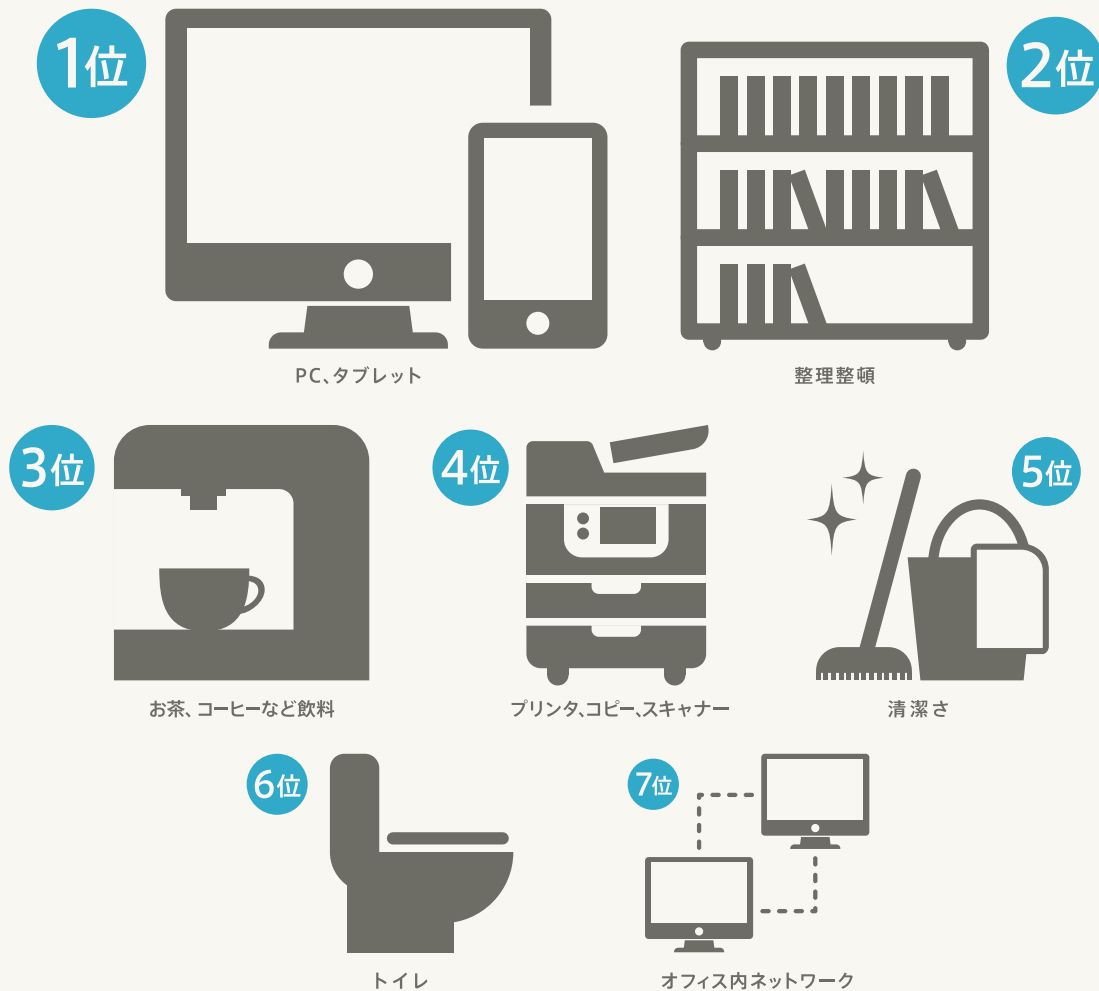 1位
PC、タブレット
2位
整理整頓
3位
お茶、コーヒーなど飲料
4位
プリンタ、コピー、スキャナー
5位
清潔さ
6位
トイレ
7位
オフィス内ネットワーク